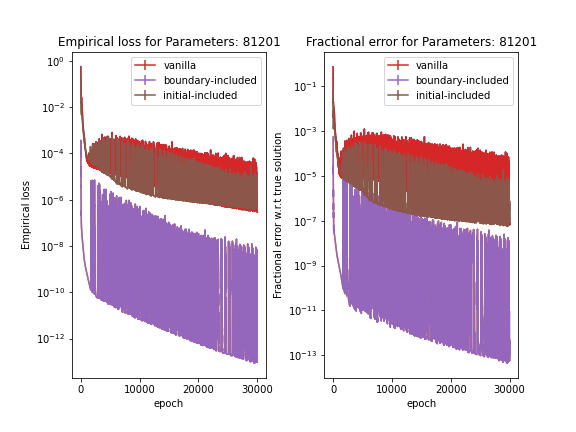 Empirical loss for Parameters: 81201
vanilla
boundary-included
initial-included
10^0
10^-2
10^-4
10^-6
10^-8
10^-10
10^-12
Empirical loss
0
10000
20000
30000
epoch
Fractional error for Parameters: 81201
vanilla
boundary-included
initial-included
10^-1
10^-3
10^-5
10^-7
10^-9
10^-11
10^-13
Fractional error w.r.t true solution
0
10000
20000
30000
epoch